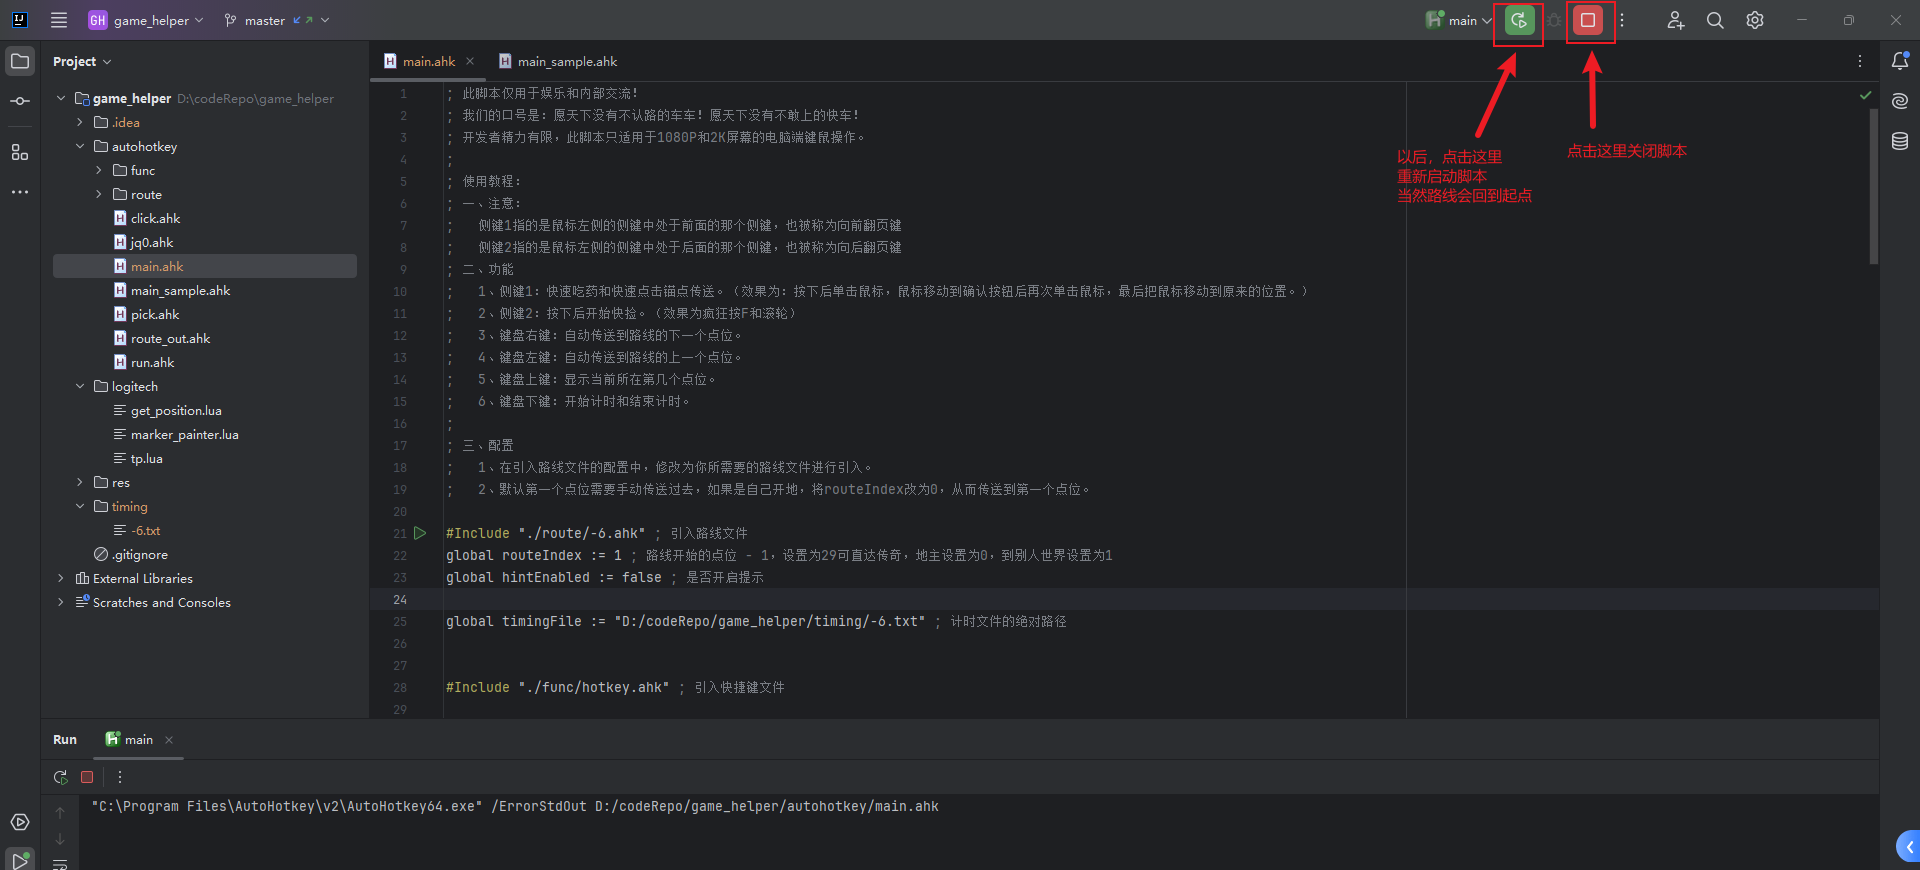 IJ
GH game_helper
master
main
Project
main.ahk
main_sample.ahk
game_helper D:\codeRepo\game_helper
.idea
autohotkey
func
route
click.ahk
jq0.ahk
main.ahk
main_sample.ahk
pick.ahk
route_out.ahk
run.ahk
logitech
get_position.lua
marker_painter.lua
tp.lua
res
timing
-6.txt
.gitignore
External Libraries
Scratches and Consoles
1 ; 此脚本仅用于娱乐和内部交流!
2 ; 我们的口号是: 愿天下没有不认路的车车! 愿天下没有不敢上的快车!
3 ; 开发者精力有限, 此脚本只适用于1080P和2K屏幕的电脑端键鼠操作。
4 ;
5 ; 使用教程:
6 ; 一、注意:
7 ; 侧键1指的是鼠标左侧的侧键中处于前面的那个侧键, 也被称为向前翻页键
8 ; 侧键2指的是鼠标左侧的侧键中处于后面的那个侧键, 也被称为向后翻页键
9 ; 二、功能
10 ; 1、侧键1: 快速吃药和快速点击锚点传送。(效果为: 按下后单击鼠标, 鼠标移动到确认按钮后再次单击鼠标, 最后把鼠标移动到原来的位置。)
11 ; 2、侧键2: 按下后开始快捡。(效果为疯狂按F和滚轮)
12 ; 3、键盘右键: 自动传送到路线的下一个点位。
13 ; 4、键盘左键: 自动传送到路线的上一个点位。
14 ; 5、键盘上键: 显示当前所在第几个点位。
15 ; 6、键盘下键: 开始计时和结束计时。
16 ;
17 ; 三、配置
18 ; 1、在引入路线文件的配置中, 修改为你所需要的路线文件进行引入。
19 ; 2、默认第一个点位需要手动传送过去, 如果是自己开地, 将routeIndex改为0, 从而传送到第一个点位。
20
21 #Include "./route/-6.ahk" ; 引入路线文件
22 global routeIndex := 1 ; 路线开始的点位 - 1, 设置为29可直达传奇, 地主设置为0, 到别人世界设置为1
23 global hintEnabled := false ; 是否开启提示
24
25 global timingFile := "D:/codeRepo/game_helper/timing/-6.txt" ; 计时文件的绝对路径
26
27
28 #Include "./func/hotkey.ahk" ; 引入快捷键文件
29
以后, 点击这里
重新启动脚本
当然路线会回到起点
点击这里关闭脚本
Run
main
"C:\Program Files\AutoHotkey\v2\AutoHotkey64.exe" /ErrorStdOut D:/codeRepo/game_helper/autohotkey/main.ahk